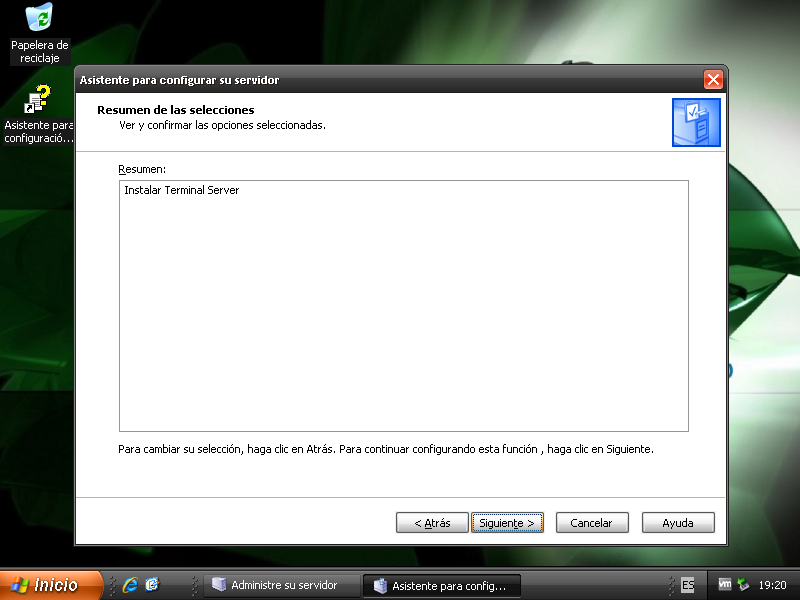 Papelera de
reciclaje
Asistente para
configuració...
Asistente para configurar su servidor
Resumen de las selecciones
Ver y confirmar las opciones seleccionadas.
Resumen:
Instalar Terminal Server
Para cambiar su selección, haga clic en Atrás. Para continuar configurando esta función , haga clic en Siguiente.
< Atrás
Siguiente >
Cancelar
Ayuda
Inicio
Administre su servidor
Asistente para config...
ES
vm
19:20